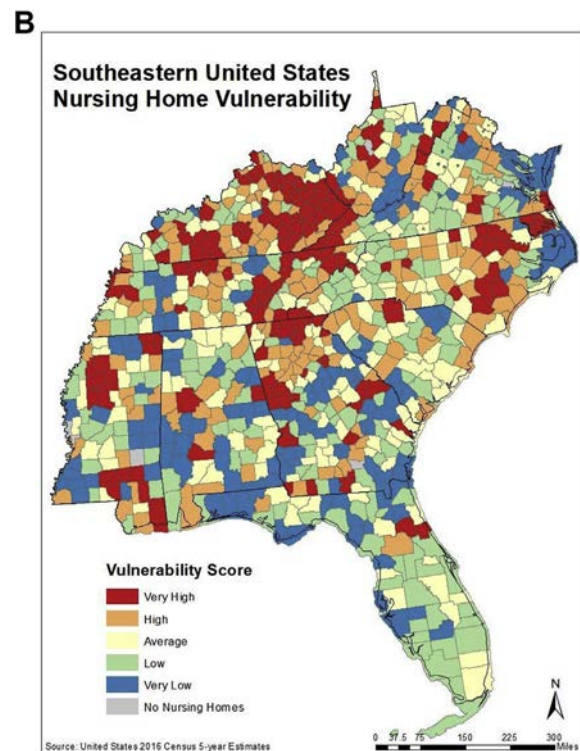 B
Southeastern United States
Nursing Home Vulnerability
Vulnerability Score
Very High
High
Average
Low
Very Low
No Nursing Homes
N
Source: United States 2016 Census 5-year Estimates
0 37.5 75 150 225 300
Miles